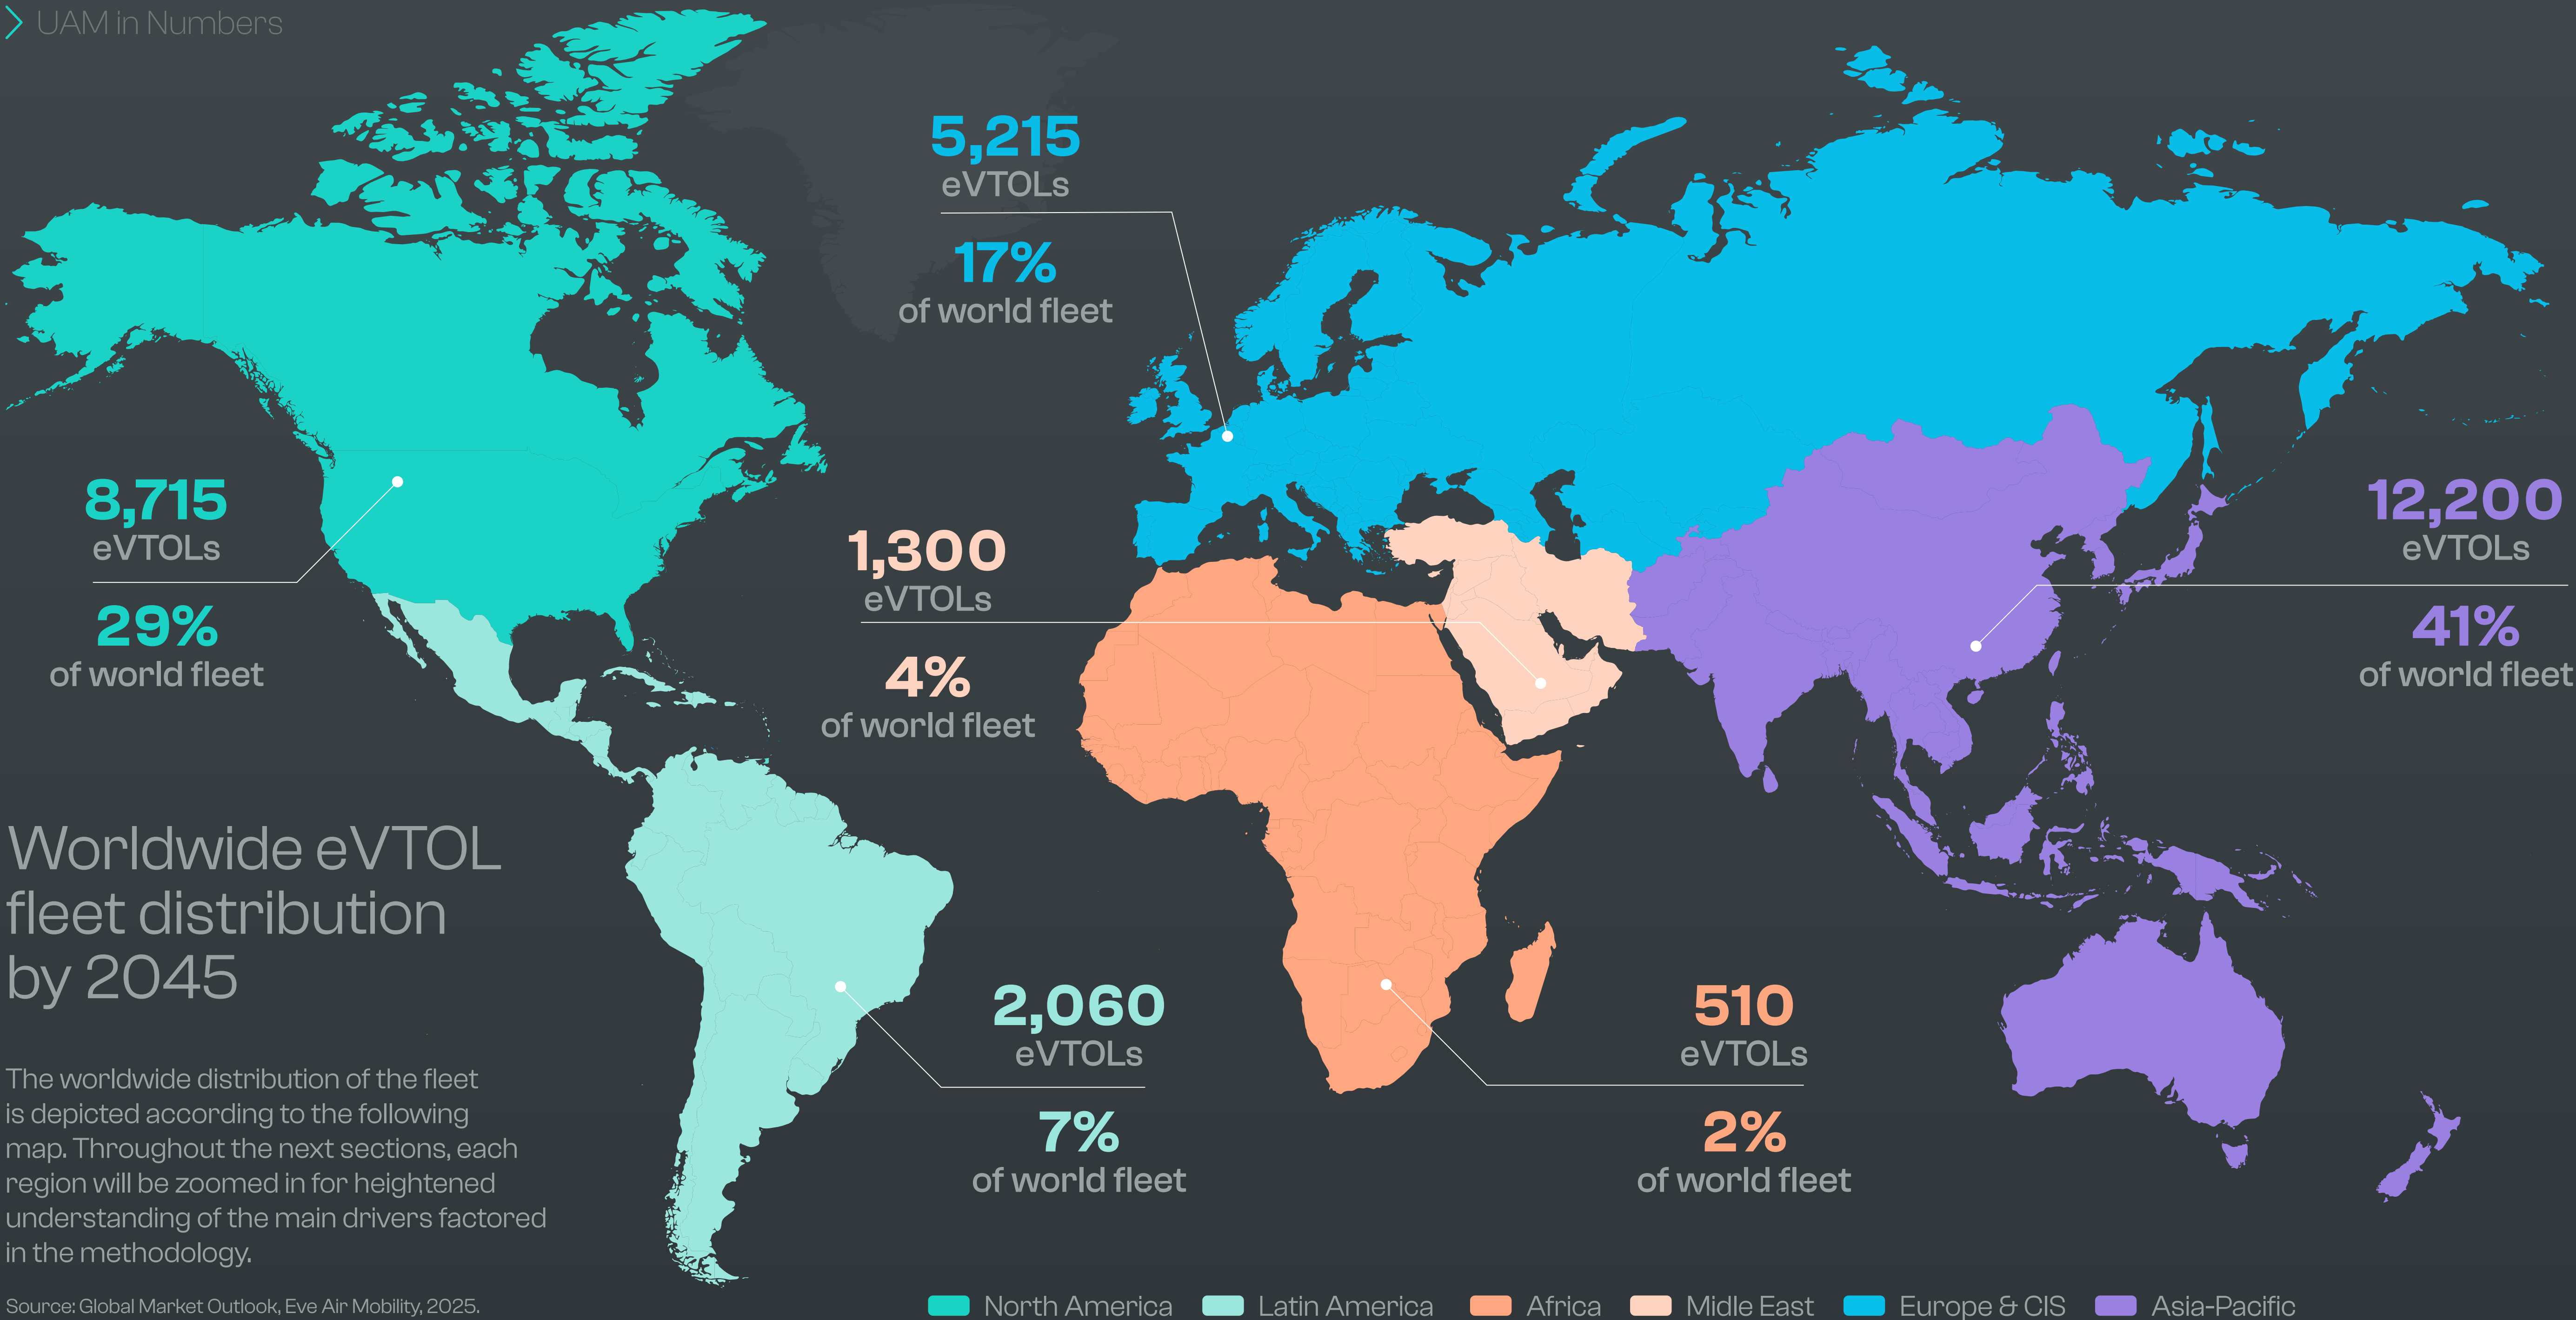 UAM in Numbers
5,215
eVTOLs
17%
of world fleet
8,715
eVTOLs
29%
of world fleet
1,300
eVTOLs
4%
of world fleet
12,200
eVTOLs
41%
of world fleet
Worldwide eVTOL
fleet distribution
by 2045
The worldwide distribution of the fleet
is depicted according to the following
map. Throughout the next sections, each
region will be zoomed in for heightened
understanding of the main drivers factored
in the methodology.
2,060
eVTOLs
7%
of world fleet
510
eVTOLs
2%
of world fleet
Source: Global Market Outlook, Eve Air Mobility, 2025.
North America
Latin America
Africa
Midle East
Europe & CIS
Asia-Pacific